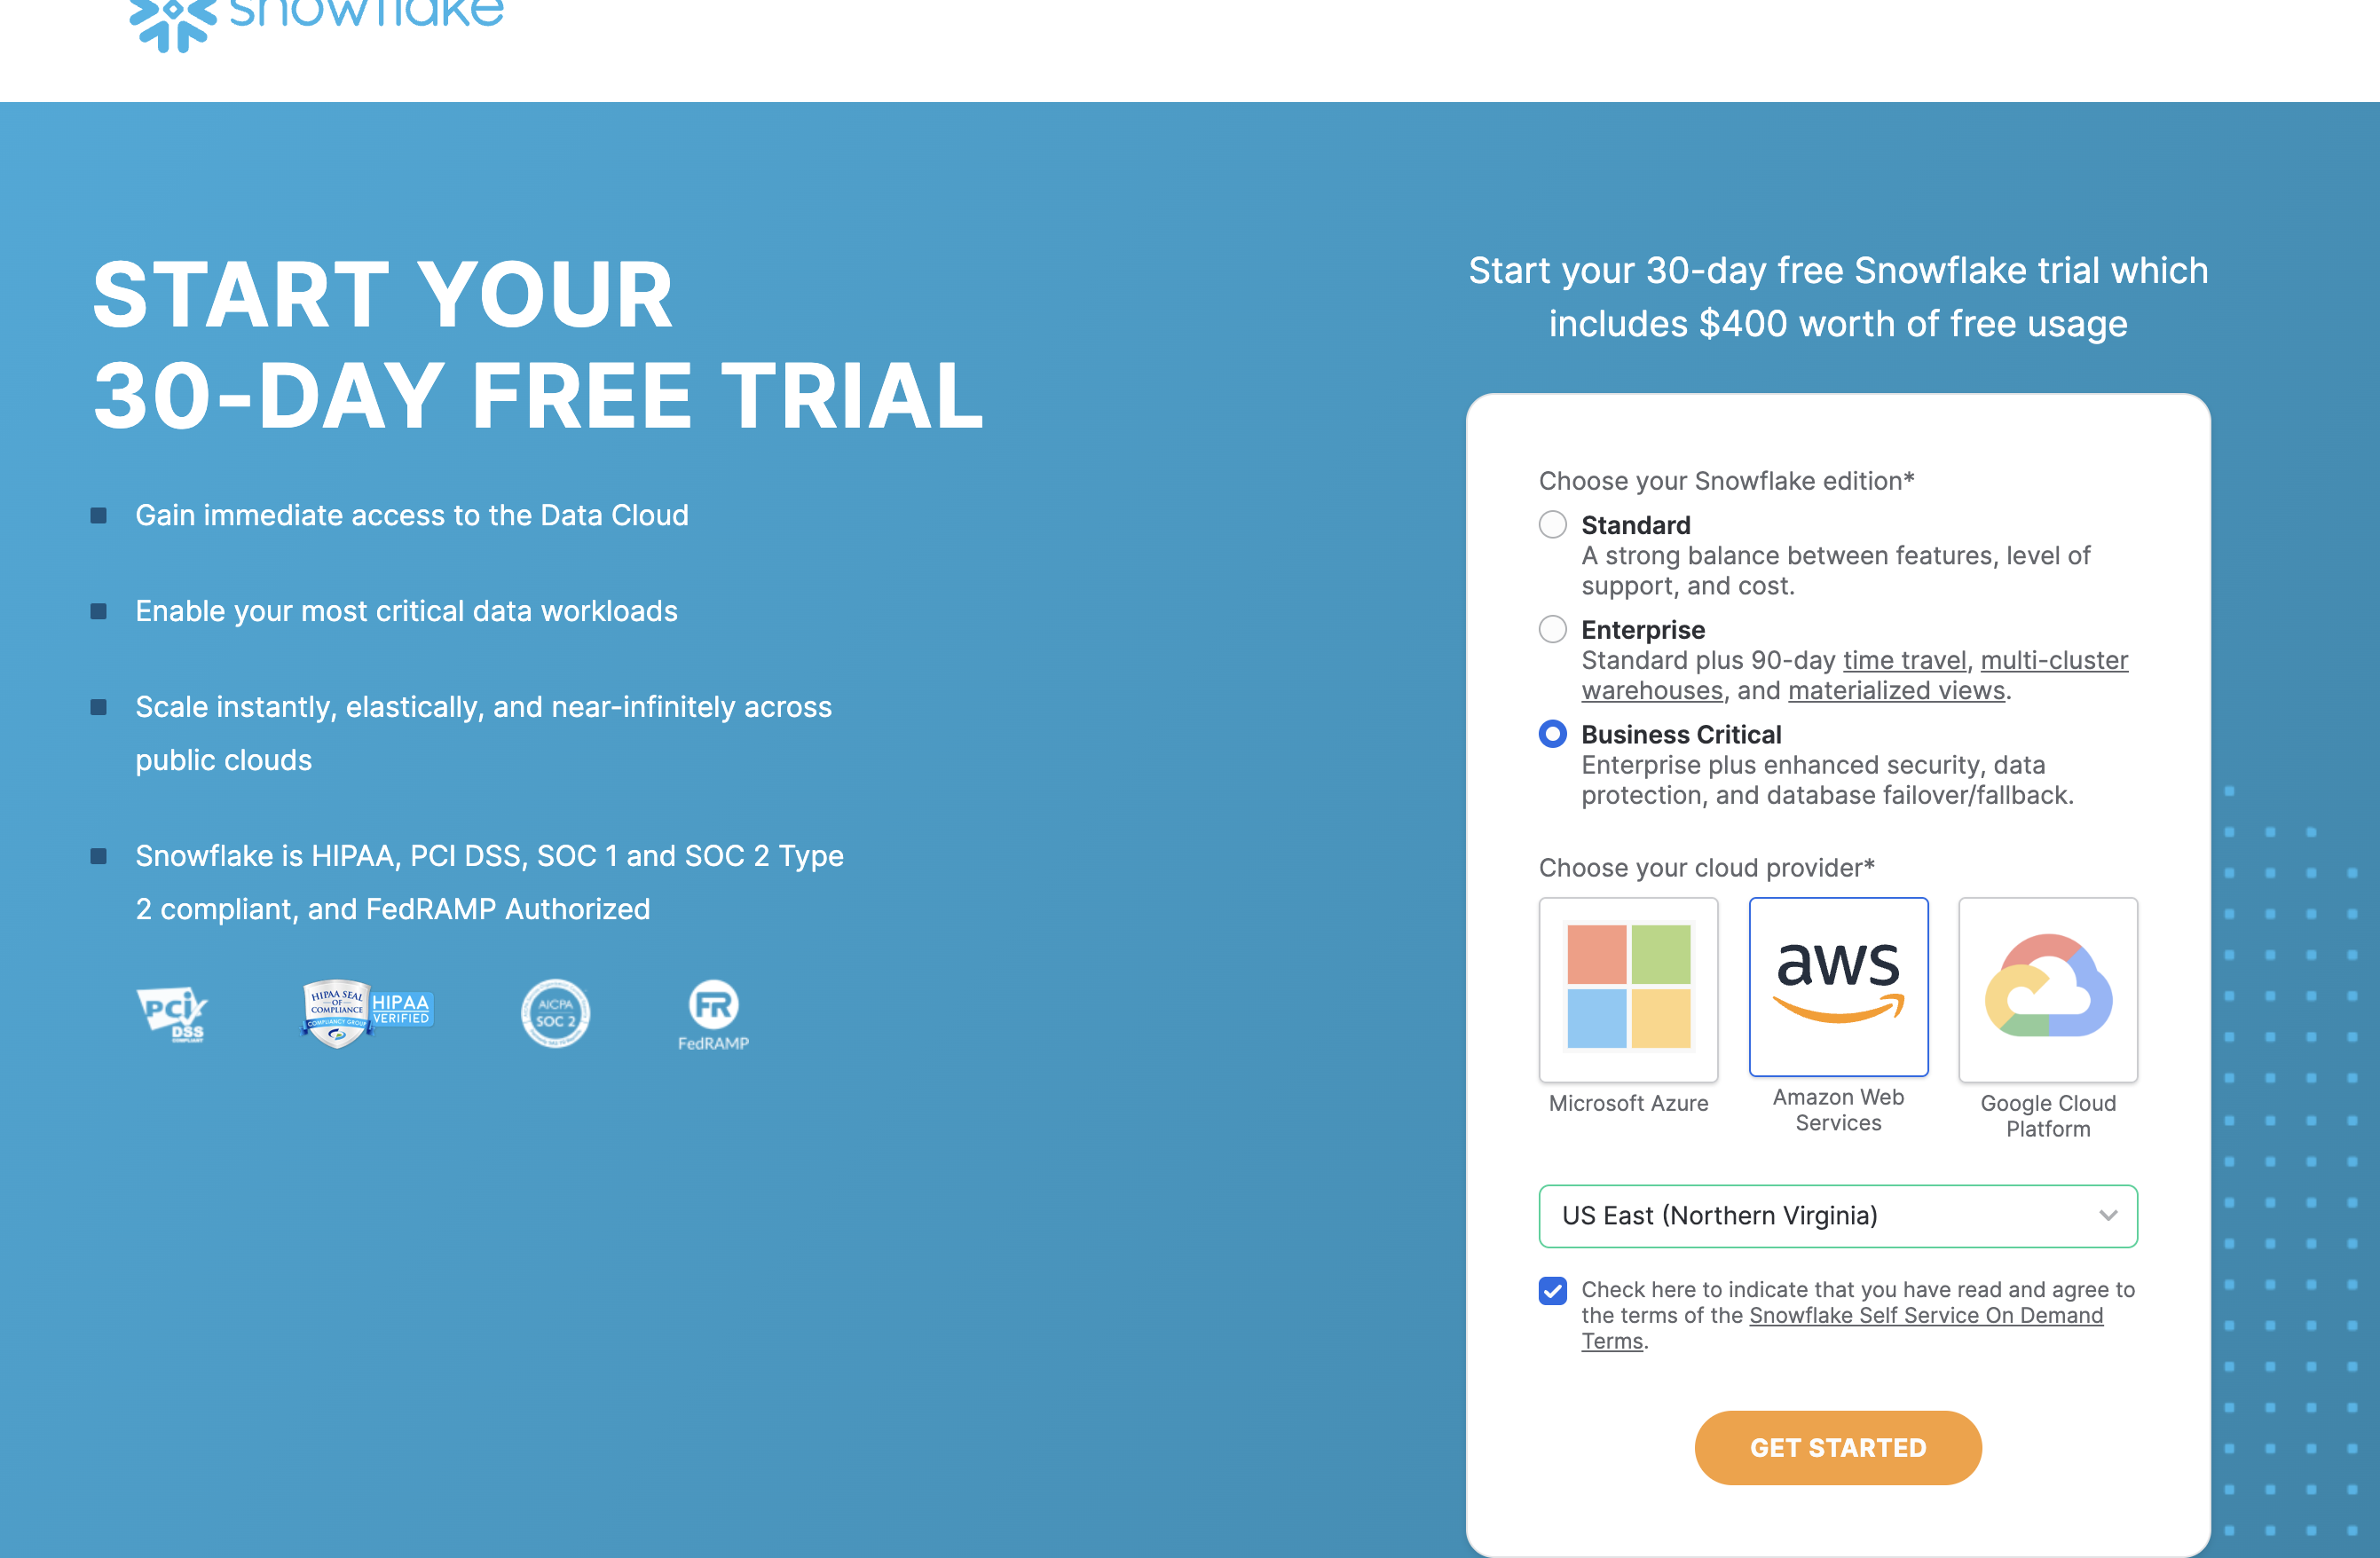 snowflake
START YOUR
30-DAY FREE TRIAL
Gain immediate access to the Data Cloud
Enable your most critical data workloads
Scale instantly, elastically, and near-infinitely across
public clouds
Snowflake is HIPAA, PCI DSS, SOC 1 and SOC 2 Type
2 compliant, and FedRAMP Authorized
PCI
DSS
COMPLIANT
HIPAA SEAL
OF
COMPLIANCE
COMPLIANCY GROUP
HIPAA
VERIFIED
AICPA
SOC 2
FR
FedRAMP
Start your 30-day free Snowflake trial which
includes $400 worth of free usage
Choose your Snowflake edition*
Standard
A strong balance between features, level of
support, and cost.
Enterprise
Standard plus 90-day time travel, multi-cluster
warehouses, and materialized views.
Business Critical
Enterprise plus enhanced security, data
protection, and database failover/fallback.
Choose your cloud provider*
aws
Microsoft Azure
Amazon Web
Services
Google Cloud
Platform
US East (Northern Virginia)
Check here to indicate that you have read and agree to
the terms of the Snowflake Self Service On Demand
Terms.
GET STARTED